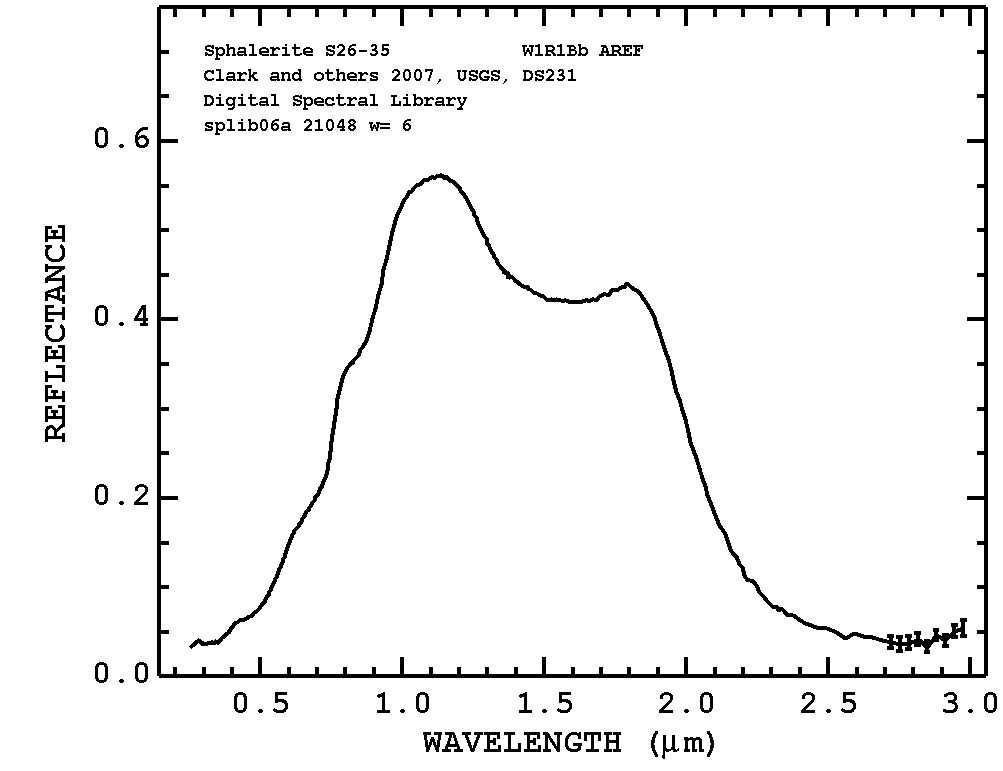 Sphalerite S26-35 W1R1Bb AREF
Clark and others 2007, USGS, DS231
Digital Spectral Library
splib06a 21048 w= 6
0.6
0.4
0.2
0.0
REFLECTANCE
0.5 1.0 1.5 2.0 2.5 3.0
WAVELENGTH (μm)